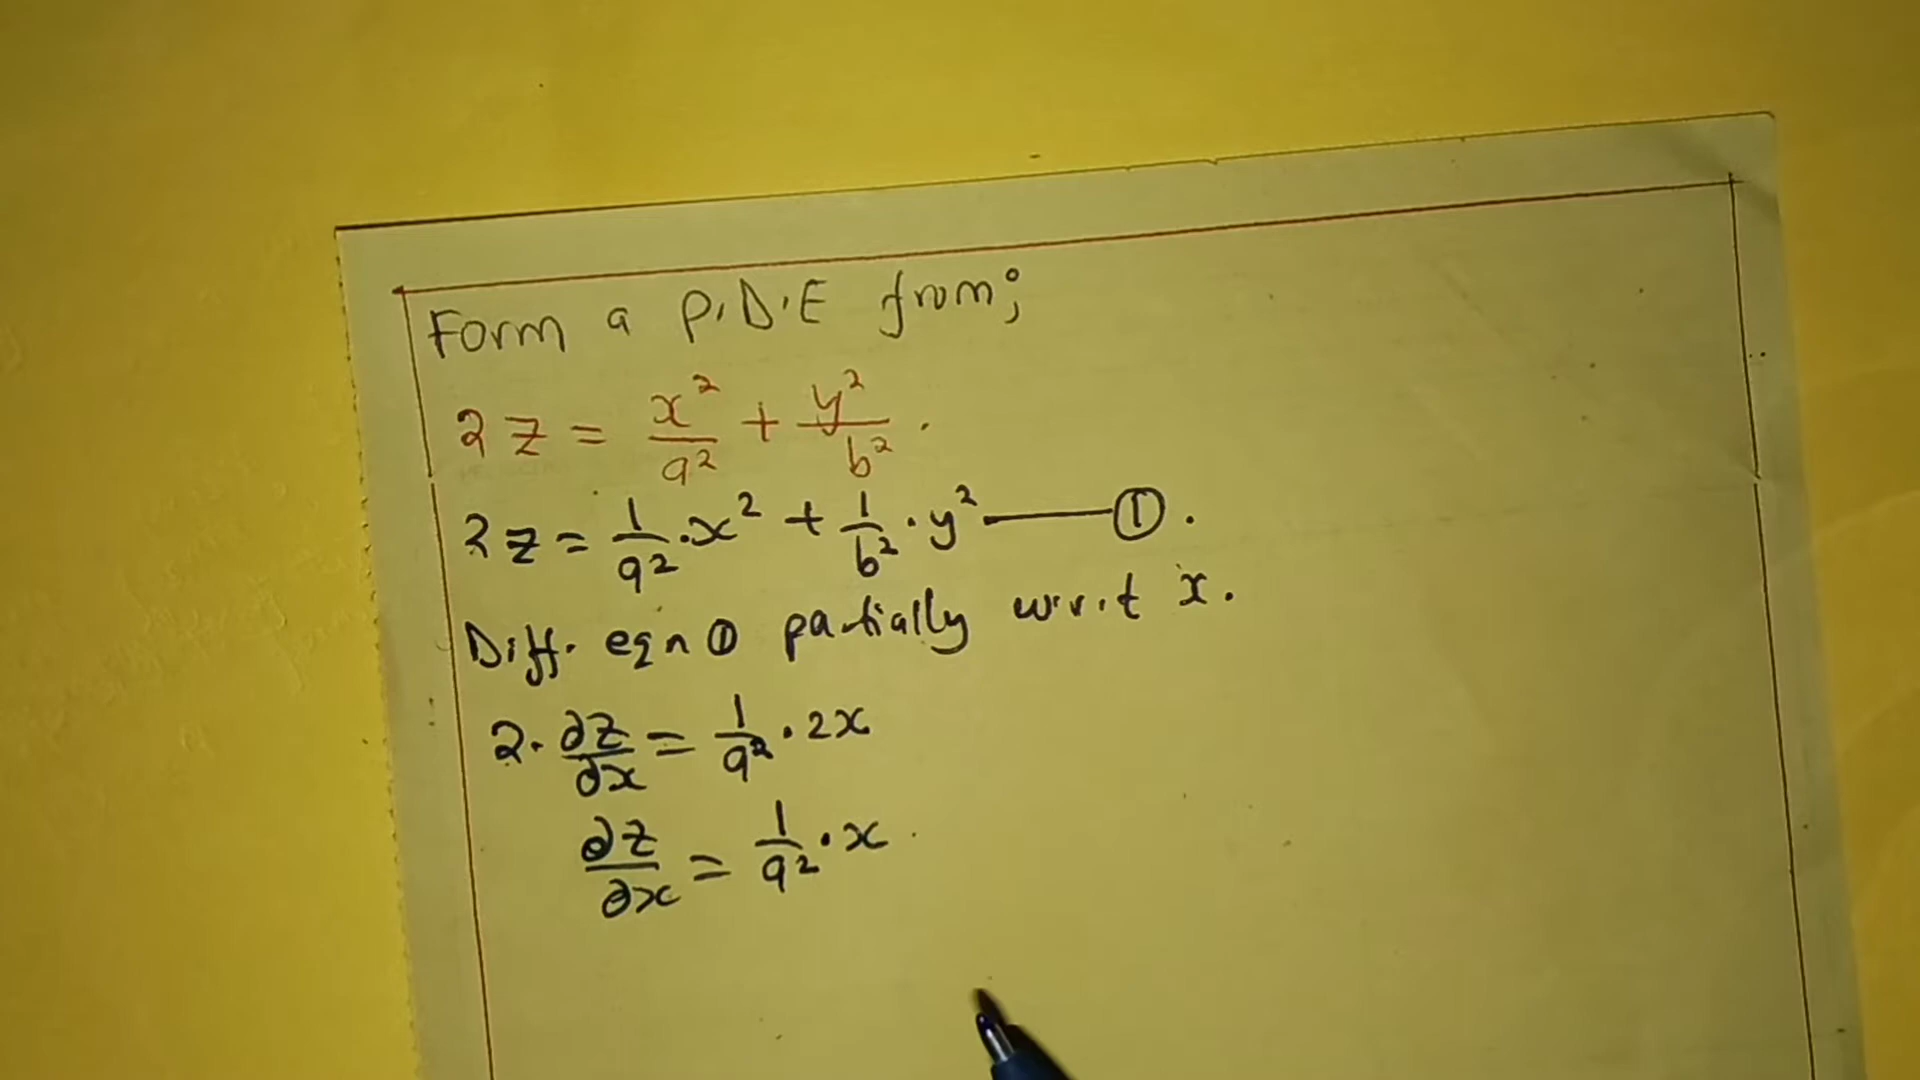 Form a P.D.E from;
2z = x²/a² + y²/b².
2z = 1/a²·x² + 1/b²·y² —— ①.
Diff. eqn ① partially w.r.t x.
2·∂z/∂x = 1/a²·2x
∂z/∂x = 1/a²·x